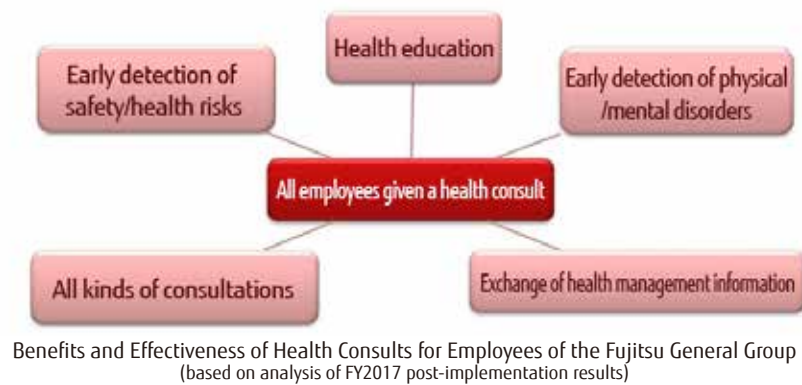 Health education
Early detection of
safety/health risks
Early detection of physical
/mental disorders
All employees given a health consult
All kinds of consultations
Exchange of health management information
Benefits and Effectiveness of Health Consults for Employees of the Fujitsu General Group
(based on analysis of FY2017 post-implementation results)